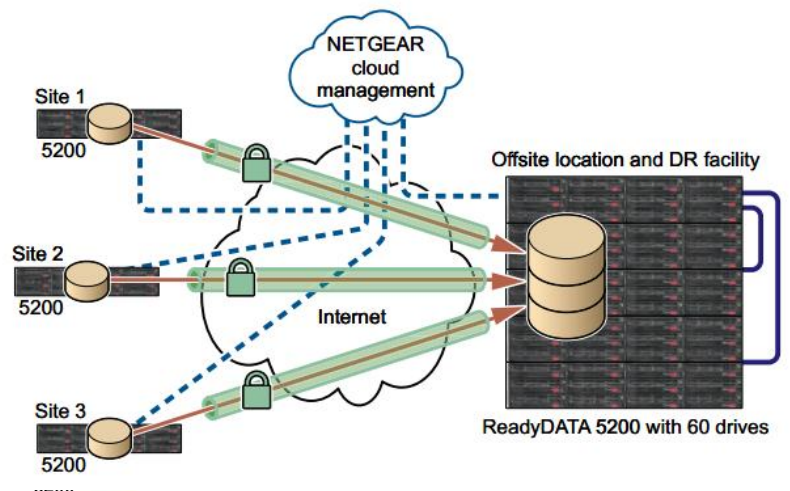 NETGEAR
cloud
management
Site 1
5200
Offsite location and DR facility
Site 2
5200
Internet
Site 3
5200
ReadyDATA 5200 with 60 drives